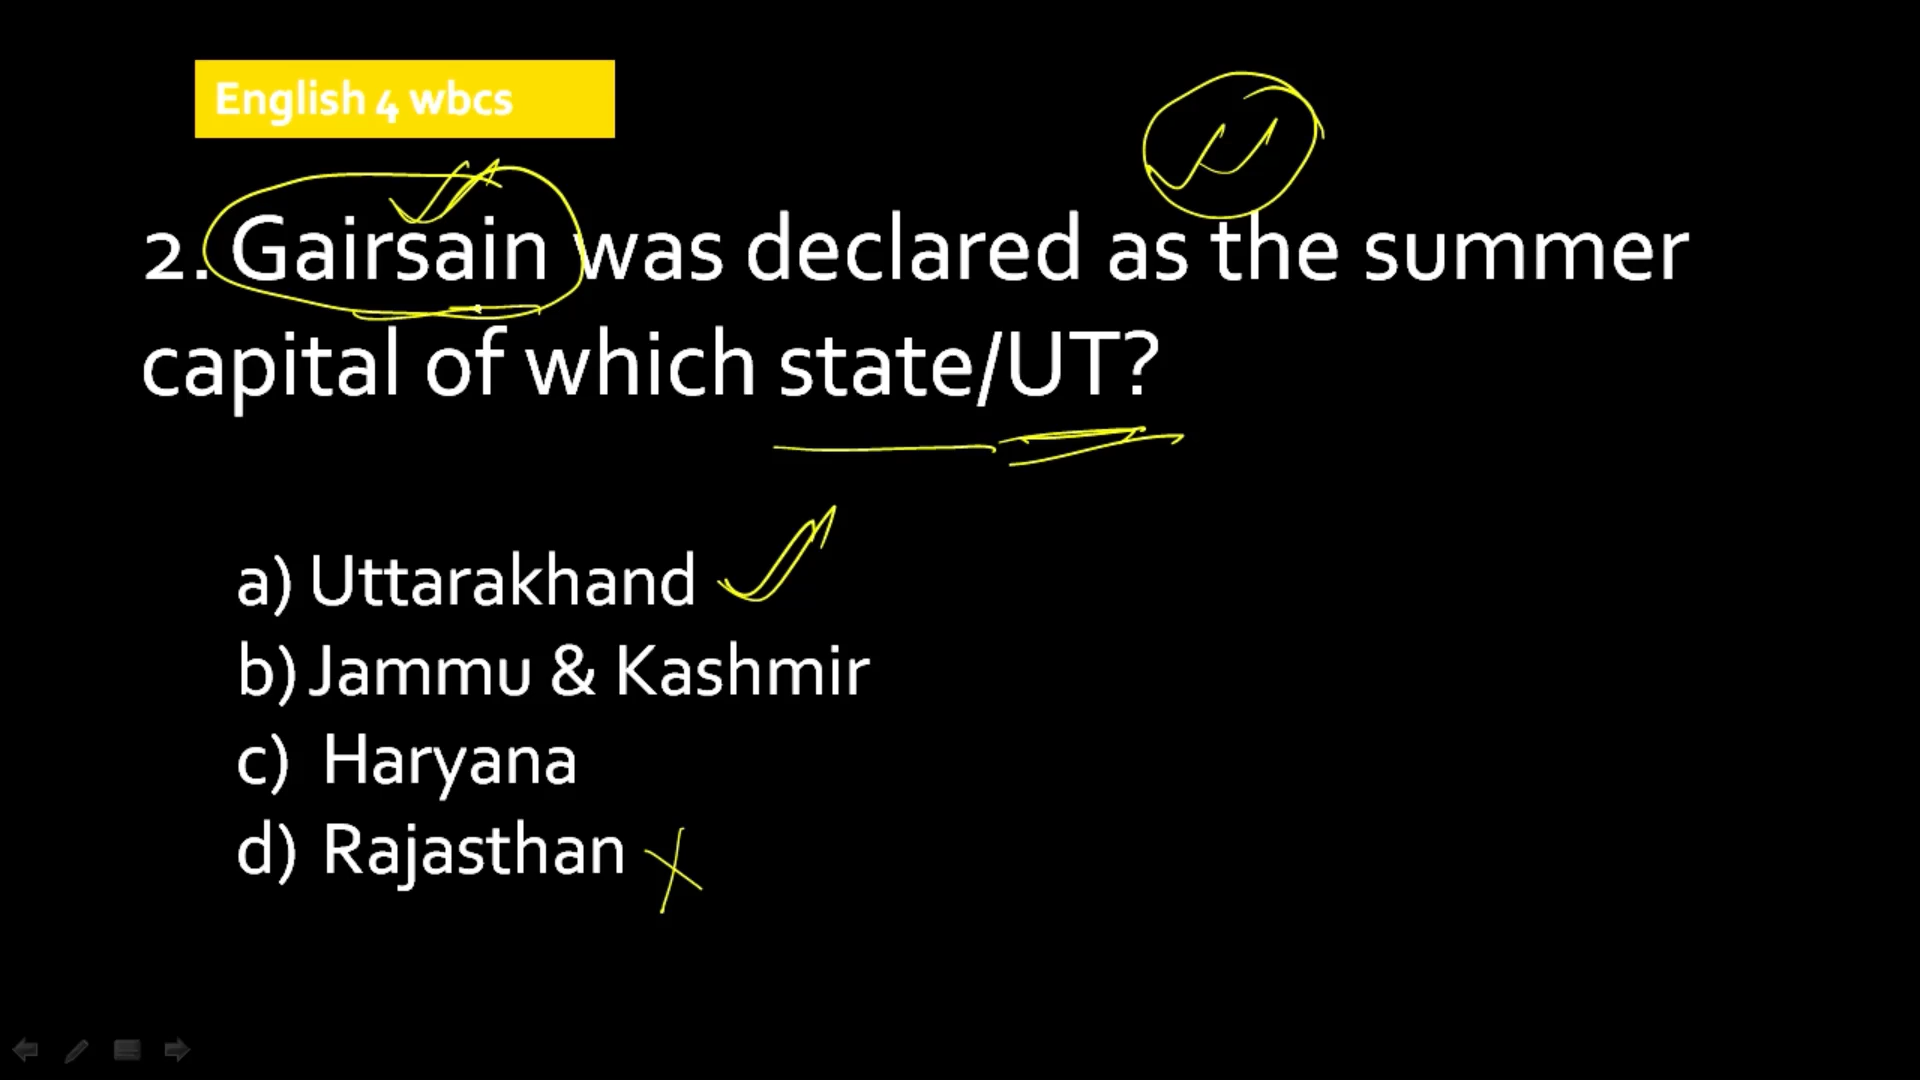 English 4 wbcs
2. Gairsain was declared as the summer
capital of which state/UT?
a) Uttarakhand
b) Jammu & Kashmir
c) Haryana
d) Rajasthan